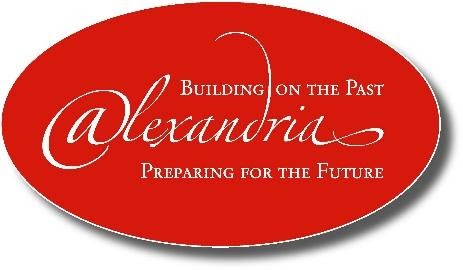 BUILDING ON THE PAST
@lexandria
PREPARING FOR THE FUTURE